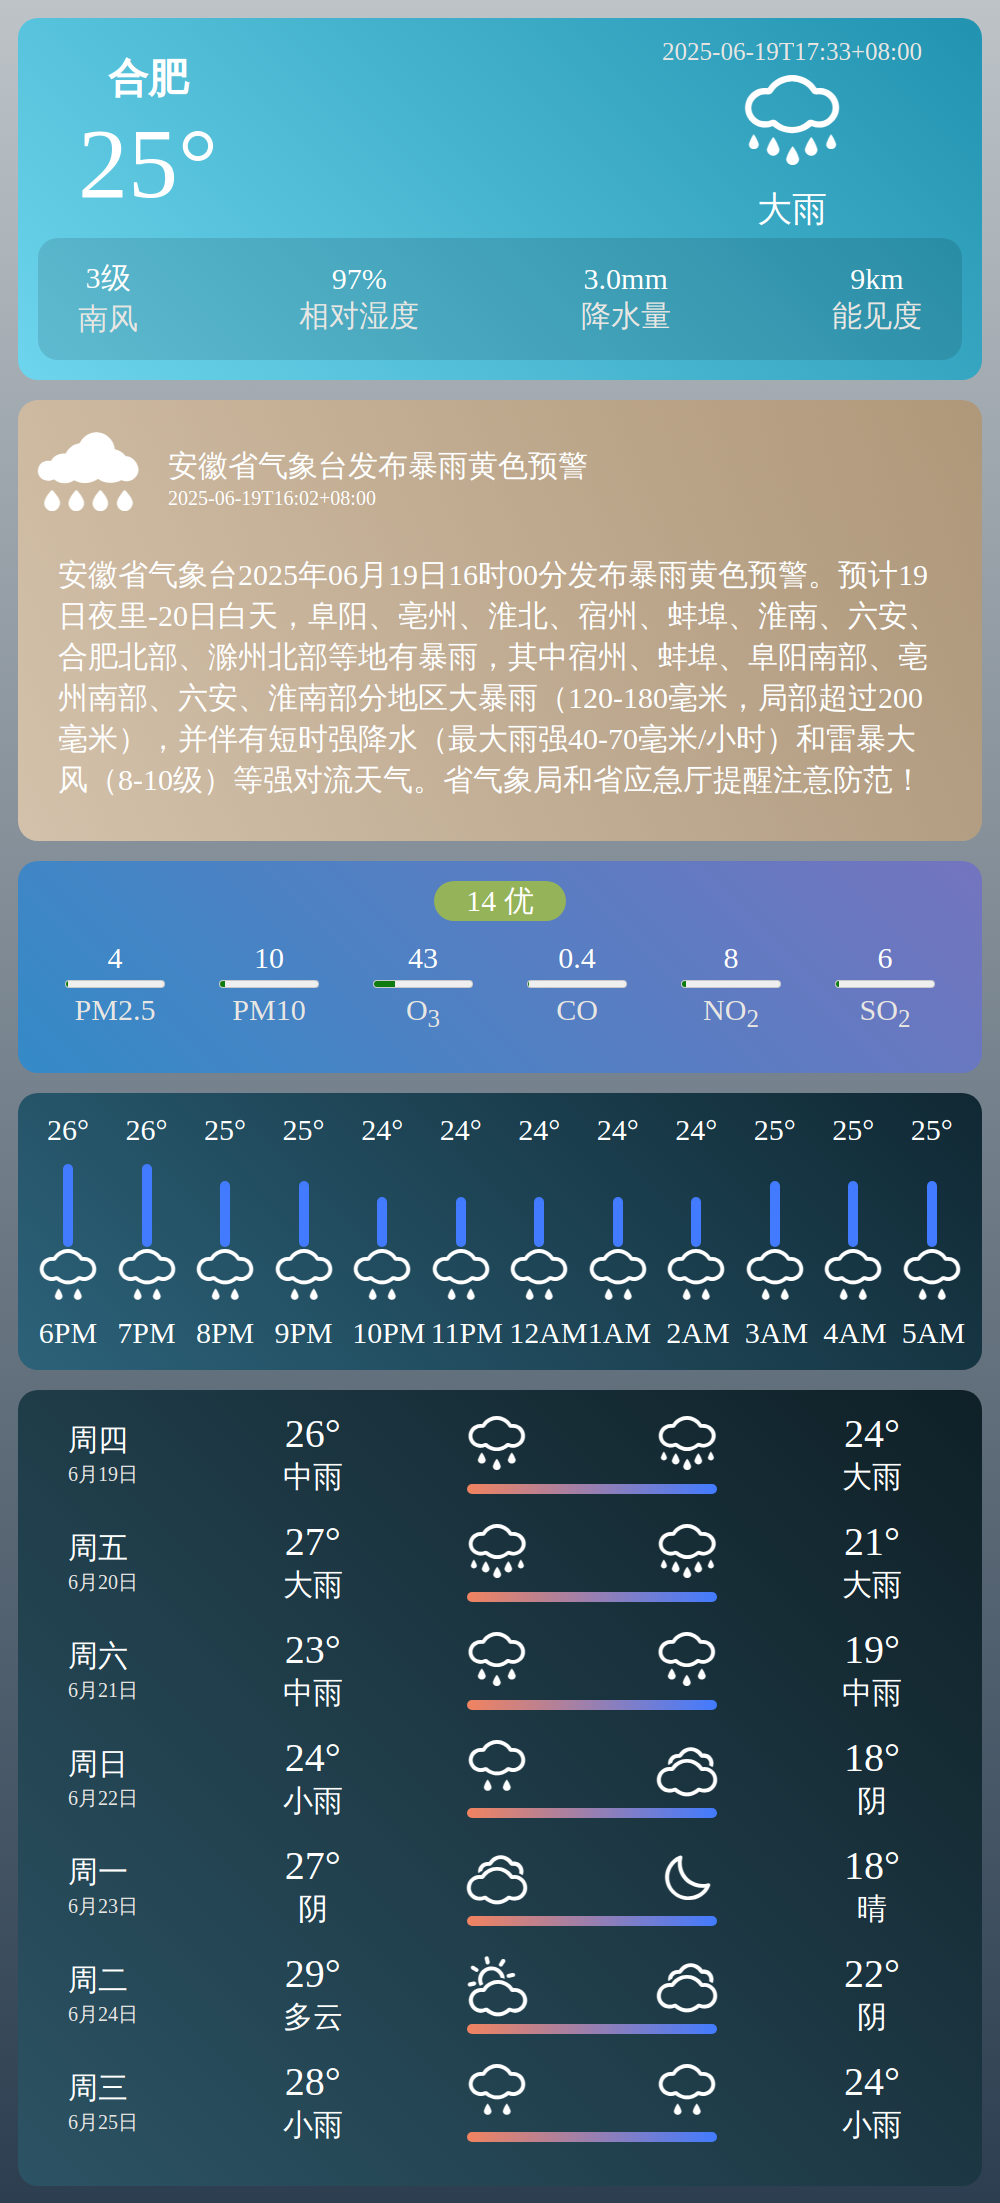 合肥
25°
2025-06-19T17:33+08:00
大雨
3级 97% 3.0mm 9km
南风 相对湿度 降水量 能见度
安徽省气象台发布暴雨黄色预警
2025-06-19T16:02+08:00
安徽省气象台2025年06月19日16时00分发布暴雨黄色预警。预计19
日夜里-20日白天，阜阳、亳州、淮北、宿州、蚌埠、淮南、六安、
合肥北部、滁州北部等地有暴雨，其中宿州、蚌埠、阜阳南部、亳
州南部、六安、淮南部分地区大暴雨（120-180毫米，局部超过200
毫米），并伴有短时强降水（最大雨强40-70毫米/小时）和雷暴大
风（8-10级）等强对流天气。省气象局和省应急厅提醒注意防范！
14 优
4 10 43 0.4 8 6
PM2.5 PM10 O3 CO NO2 SO2
26° 26° 25° 25° 24° 24° 24° 24° 24° 25° 25° 25°
6PM 7PM 8PM 9PM 10PM 11PM 12AM 1AM 2AM 3AM 4AM 5AM
周四 26° 24°
6月19日 中雨 大雨
周五 27° 21°
6月20日 大雨 大雨
周六 23° 19°
6月21日 中雨 中雨
周日 24° 18°
6月22日 小雨 阴
周一 27° 18°
6月23日 阴 晴
周二 29° 22°
6月24日 多云 阴
周三 28° 24°
6月25日 小雨 小雨